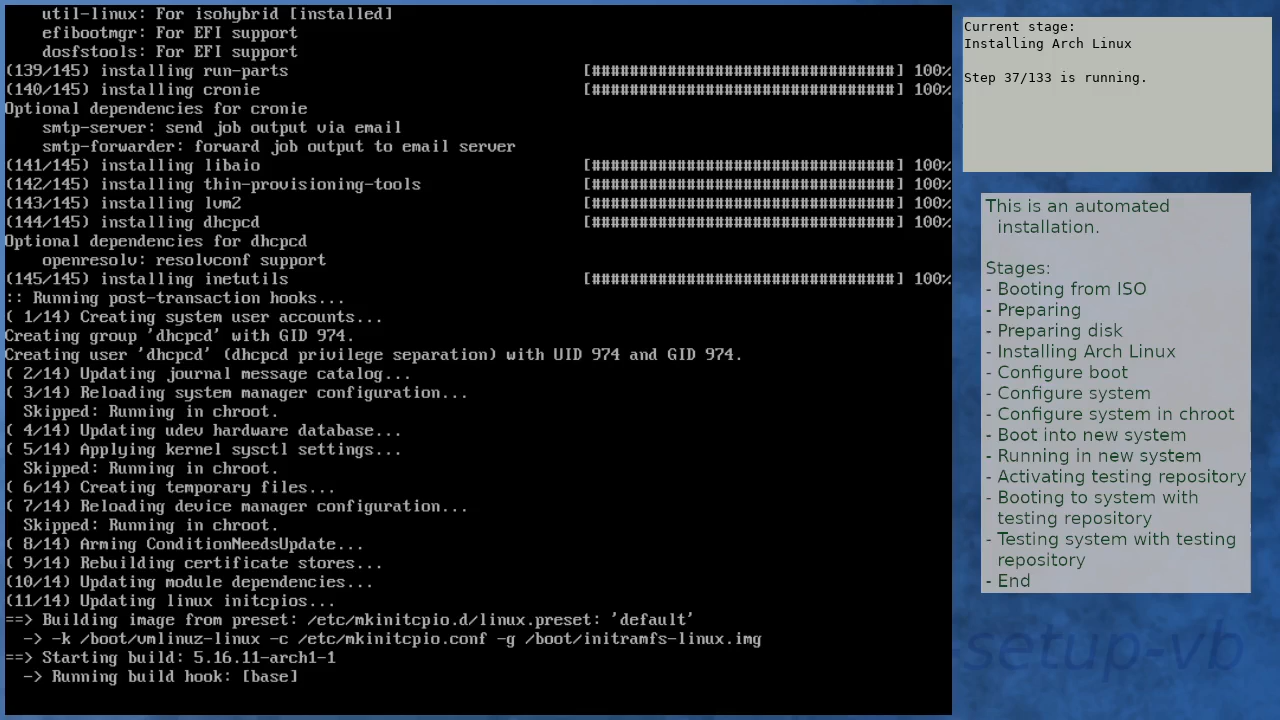 util-linux: For isohybrid [installed]
    efibootmgr: For EFI support
    dosfstools: For EFI support
(139/145) installing run-parts [################################] 100%
(140/145) installing cronie [################################] 100%
Optional dependencies for cronie
    smtp-server: send job output via email
    smtp-forwarder: forward job output to email server
(141/145) installing libaio [################################] 100%
(142/145) installing thin-provisioning-tools [################################] 100%
(143/145) installing lvm2 [################################] 100%
(144/145) installing dhcpcd [################################] 100%
Optional dependencies for dhcpcd
    openresolv: resolvconf support
(145/145) installing inetutils [################################] 100%
:: Running post-transaction hooks...
( 1/14) Creating system user accounts...
Creating group 'dhcpcd' with GID 974.
Creating user 'dhcpcd' (dhcpcd privilege separation) with UID 974 and GID 974.
( 2/14) Updating journal message catalog...
( 3/14) Reloading system manager configuration...
  Skipped: Running in chroot.
( 4/14) Updating udev hardware database...
( 5/14) Applying kernel sysctl settings...
  Skipped: Running in chroot.
( 6/14) Creating temporary files...
( 7/14) Reloading device manager configuration...
  Skipped: Running in chroot.
( 8/14) Arming ConditionNeedsUpdate...
( 9/14) Rebuilding certificate stores...
(10/14) Updating module dependencies...
(11/14) Updating linux initcpios...
==> Building image from preset: /etc/mkinitcpio.d/linux.preset: 'default'
  -> -k /boot/vmlinuz-linux -c /etc/mkinitcpio.conf -g /boot/initramfs-linux.img
==> Starting build: 5.16.11-arch1-1
  -> Running build hook: [base]
Current stage:
Installing Arch Linux
Step 37/133 is running.
This is an automated
installation.
Stages:
- Booting from ISO
- Preparing
- Preparing disk
- Installing Arch Linux
- Configure boot
- Configure system
- Configure system in chroot
- Boot into new system
- Running in new system
- Activating testing repository
- Booting to system with
testing repository
- Testing system with testing
repository
- End
-setup-vb